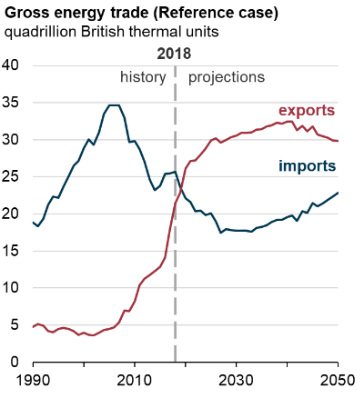 Gross energy trade (Reference case)
quadrillion British thermal units
2018
history projections
40
35
30
25
20
15
10
5
0
exports
imports
1990 2010 2030 2050